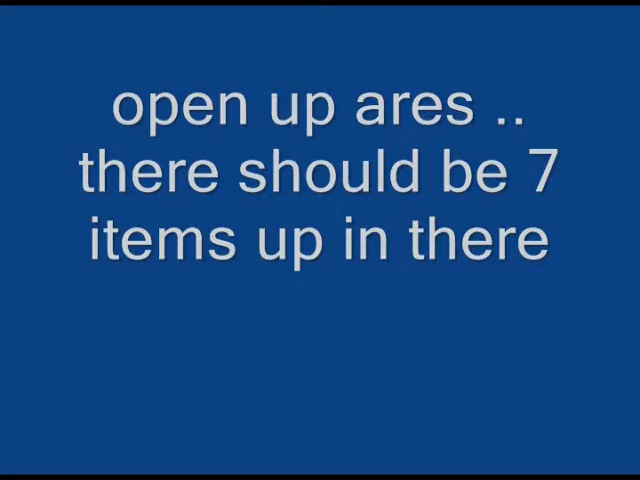 open up ares ..
there should be 7
items up in there